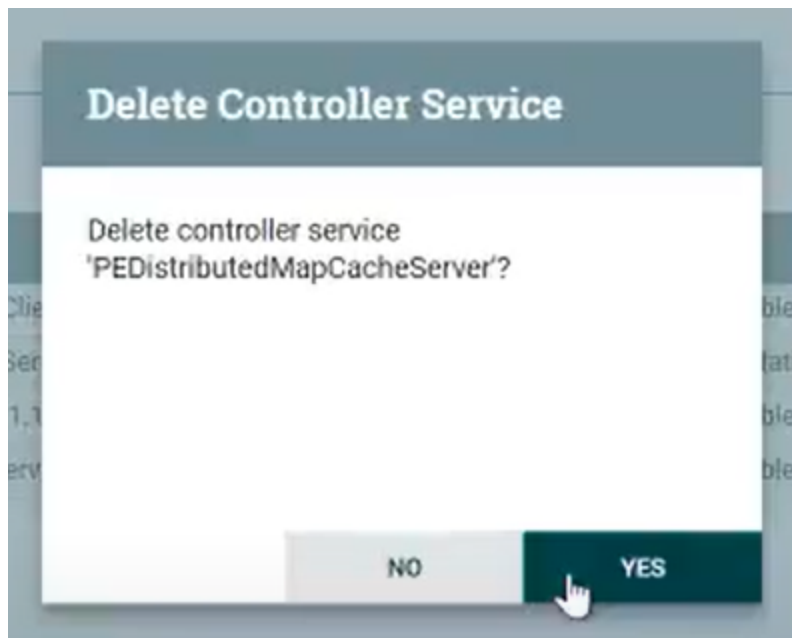 Delete Controller Service
Delete controller service
'PEDistributedMapCacheServer'?
NO
YES